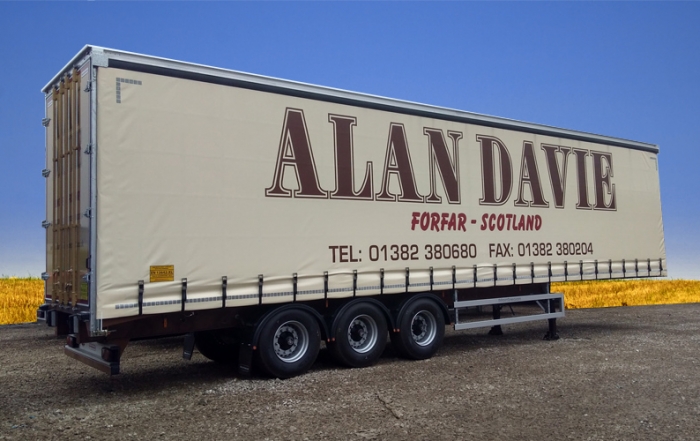 ALAN DAVIE
FORFAR - SCOTLAND
TEL: 01382 380680 FAX: 01382 380204